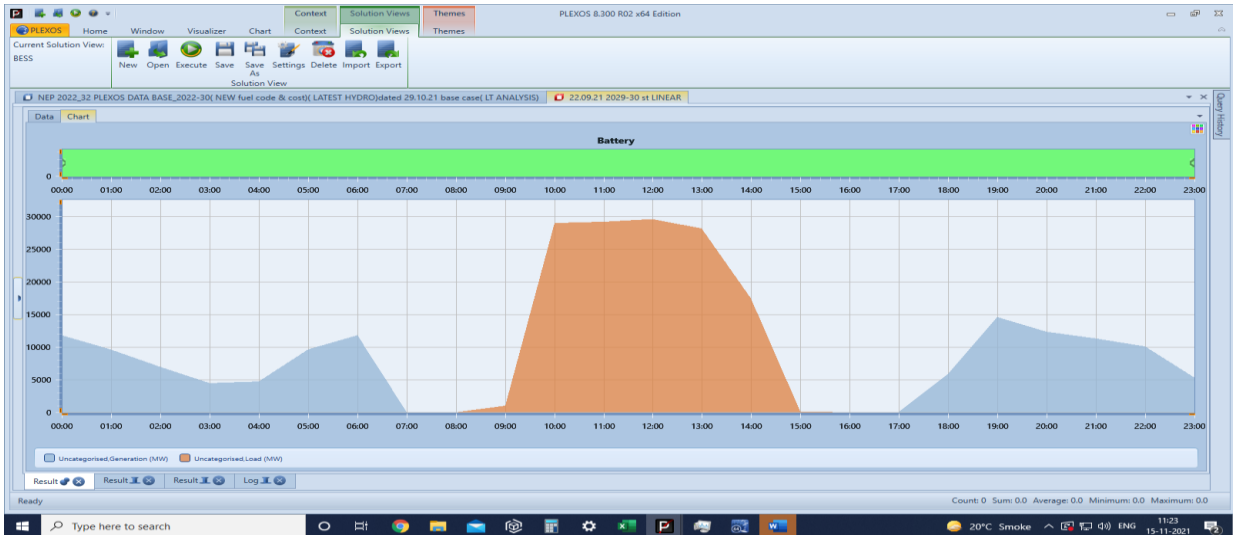 Context Solution Views Themes PLEXOS 8.300 R02 x64 Edition
PLEXOS Home Window Visualizer Chart Context Solution Views Themes
Current Solution View:
BESS
New Open Execute Save Save As Settings Delete Import Export
Solution View
NEP 2022_32 PLEXOS DATA BASE_2022-30( NEW fuel code & cost)( LATEST HYDRO)dated 29.10.21 base case( LT ANALYSIS) 22.09.21 2029-30 st LINEAR
Query History
Data Chart
Battery
0
00:00 01:00 02:00 03:00 04:00 05:00 06:00 07:00 08:00 09:00 10:00 11:00 12:00 13:00 14:00 15:00 16:00 17:00 18:00 19:00 20:00 21:00 22:00 23:00
30000
25000
20000
15000
10000
5000
0
00:00 01:00 02:00 03:00 04:00 05:00 06:00 07:00 08:00 09:00 10:00 11:00 12:00 13:00 14:00 15:00 16:00 17:00 18:00 19:00 20:00 21:00 22:00 23:00
Uncategorised,Generation (MW) Uncategorised,Load (MW)
Result Result Result Log
Ready Count: 0 Sum: 0.0 Average: 0.0 Minimum: 0.0 Maximum: 0.0
Type here to search 20°C Smoke ENG 11:23
15-11-2021